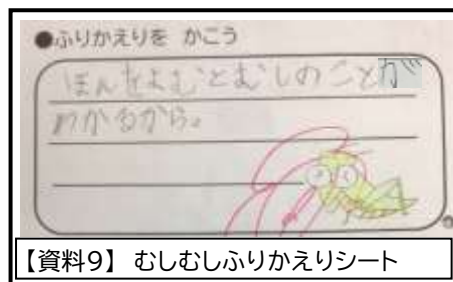 ●ふりかえりを かこう
ほんをよむとむしのことが
わかるから。
【資料9】 むしむしふりかえりシート